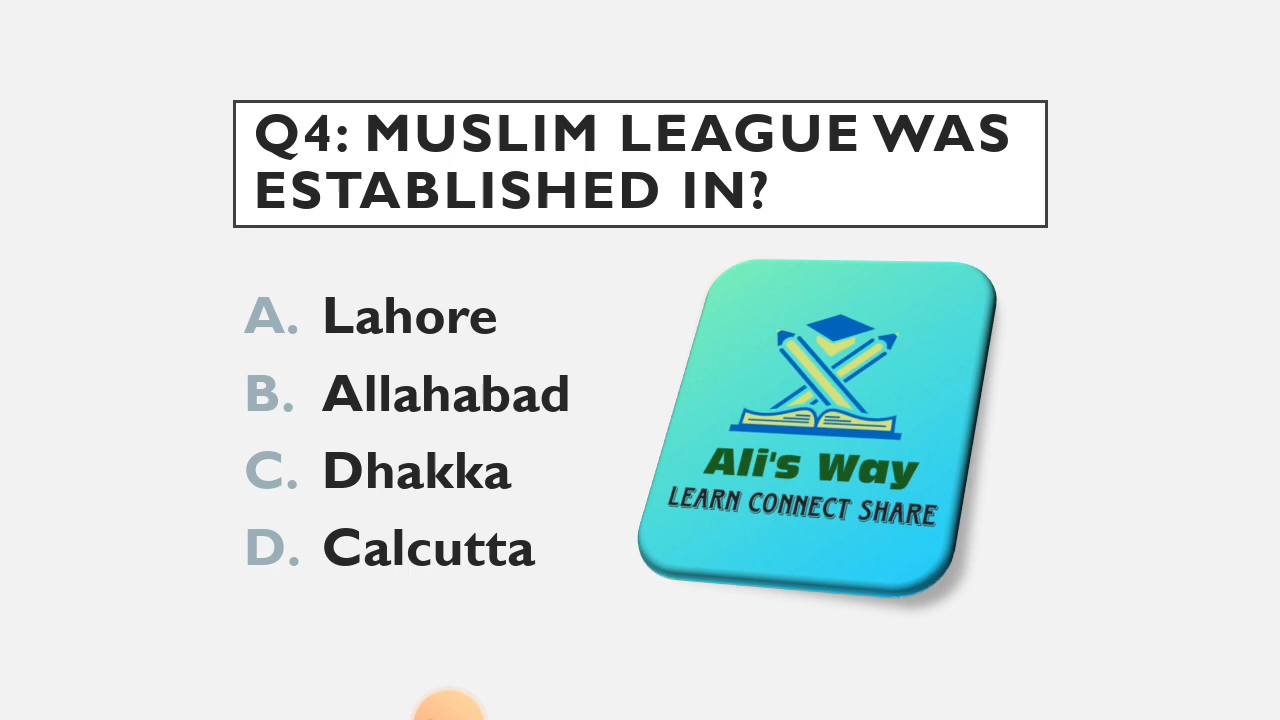 Q4: MUSLIM LEAGUE WAS
ESTABLISHED IN?
A. Lahore
B. Allahabad
C. Dhakka
D. Calcutta
Ali's Way
LEARN CONNECT SHARE